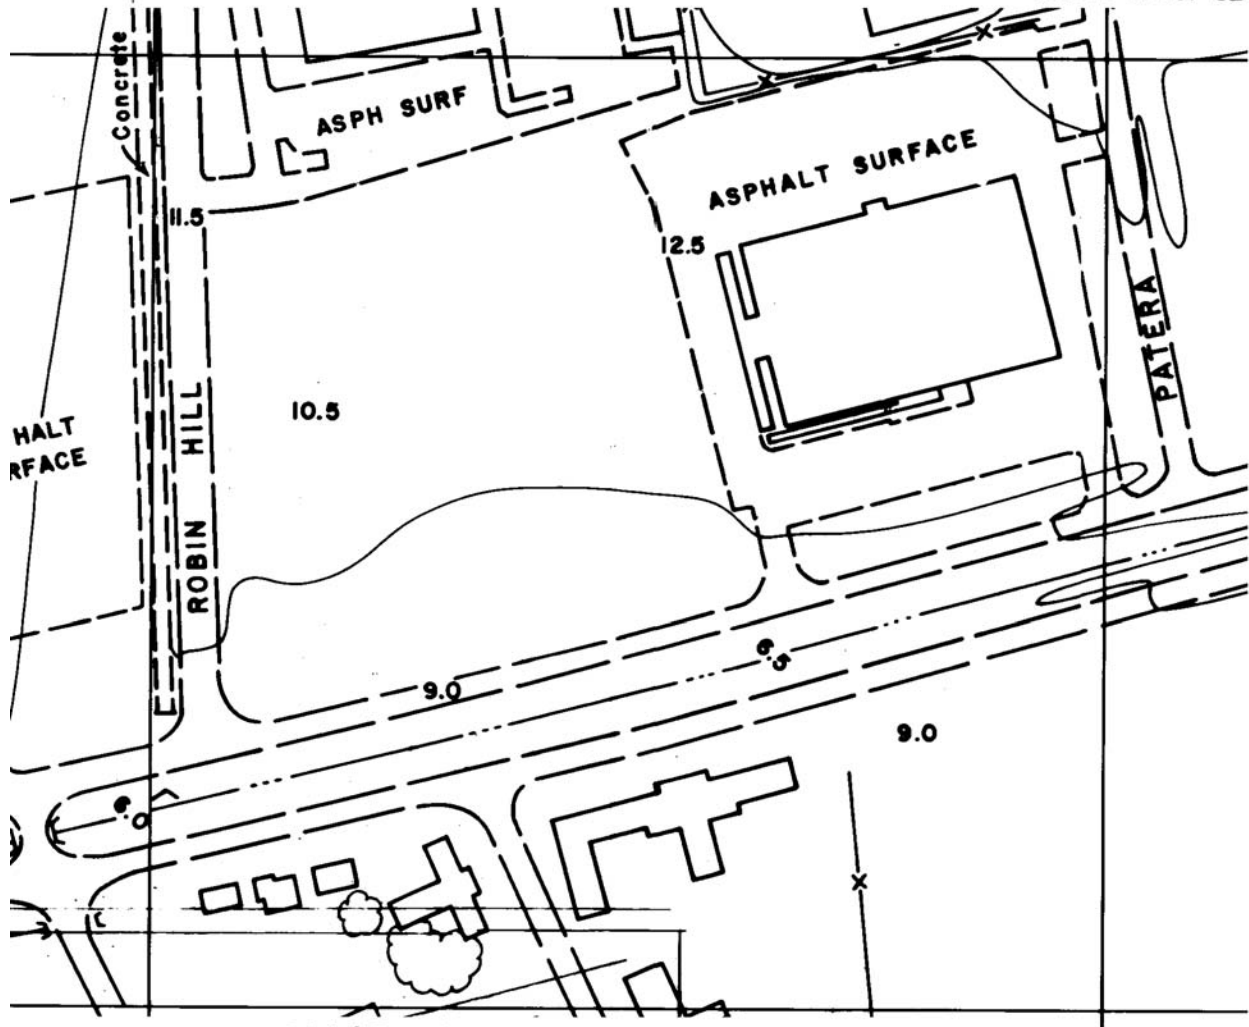 Concrete
ASPH SURF
ASPHALT SURFACE
11.5
12.5
PATERA
10.5
HALT
RFACE
ROBIN HILL
6.5
9.0
9.0
6.0